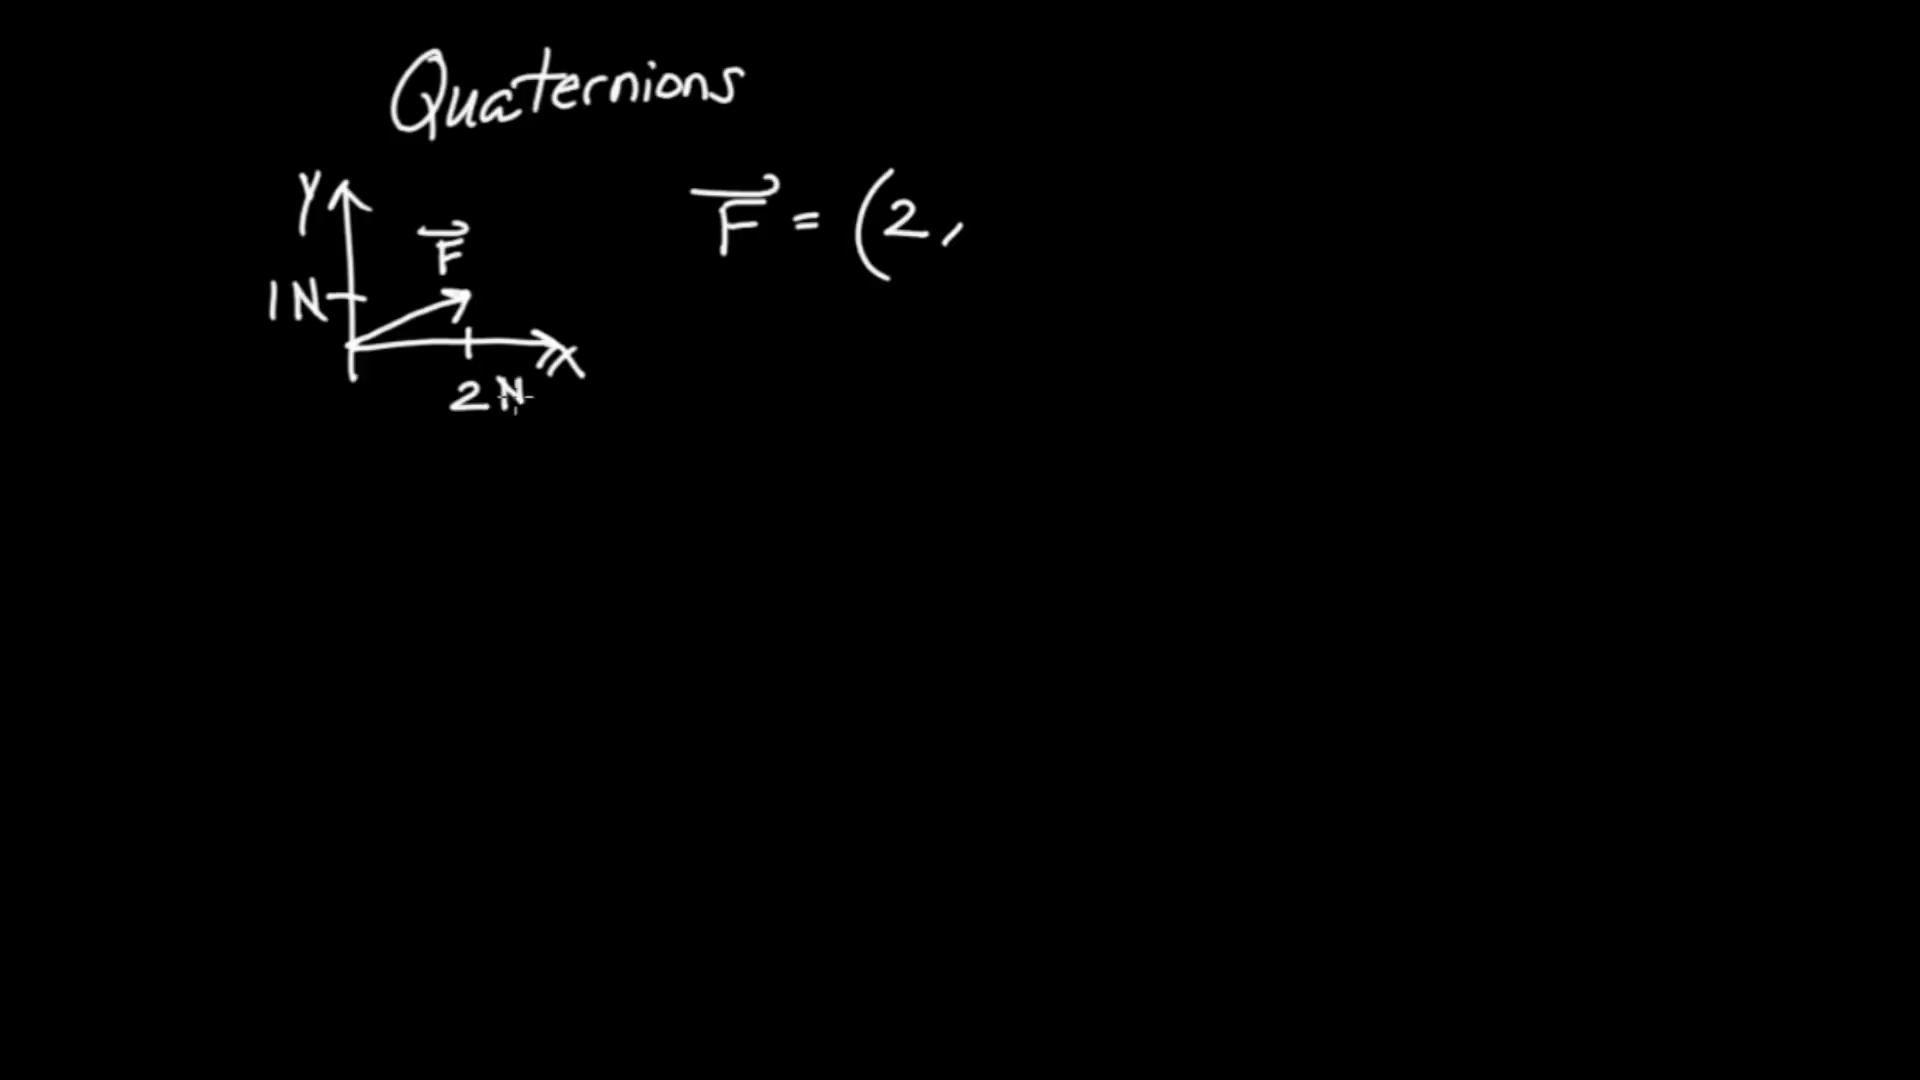 Quaternions
Y
F
1N
X
2N
F = (2,